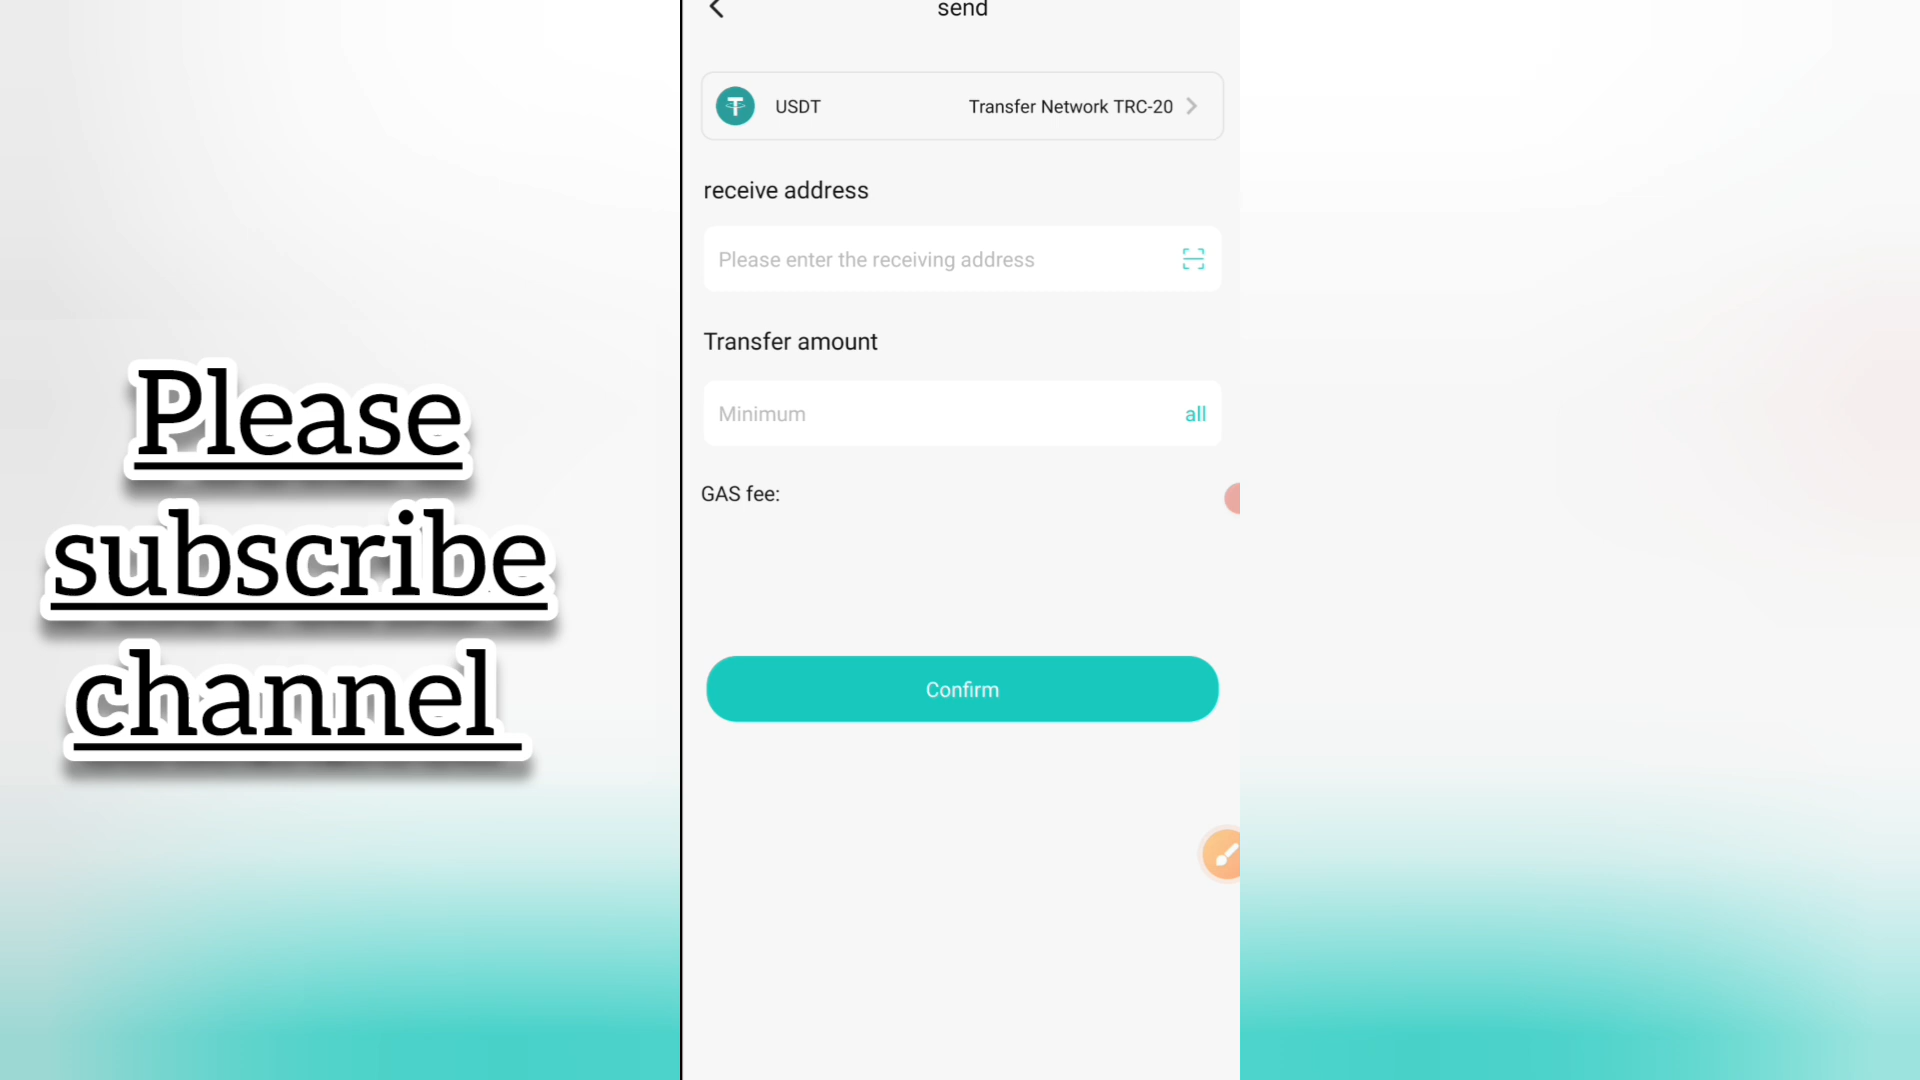 send
USDT
Transfer Network TRC-20
receive address
Please enter the receiving address
Transfer amount
Minimum
all
GAS fee:
Confirm
Please
subscribe
channel